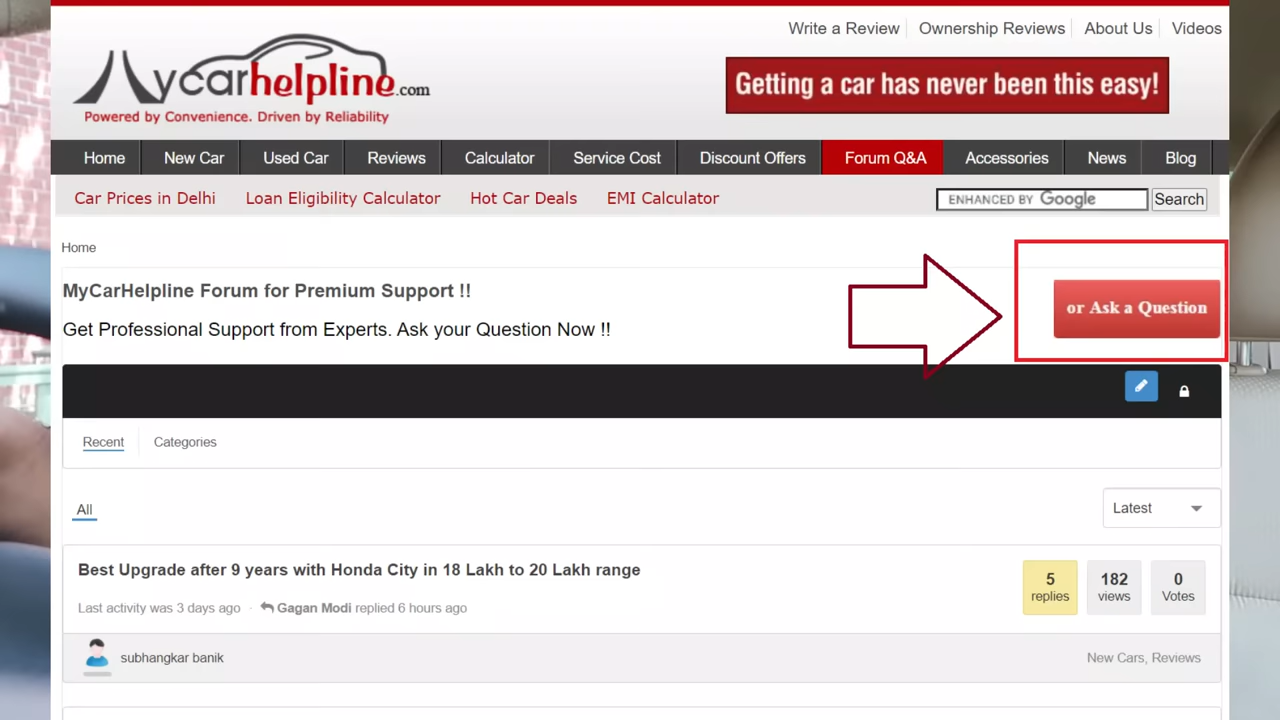 Write a Review
Ownership Reviews
About Us
Videos
Mycarhelpline.com
Powered by Convenience. Driven by Reliability
Getting a car has never been this easy!
Home
New Car
Used Car
Reviews
Calculator
Service Cost
Discount Offers
Forum Q&A
Accessories
News
Blog
Car Prices in Delhi
Loan Eligibility Calculator
Hot Car Deals
EMI Calculator
ENHANCED BY Google
Search
Home
MyCarHelpline Forum for Premium Support !!
Get Professional Support from Experts. Ask your Question Now !!
or Ask a Question
Recent
Categories
All
Latest
Best Upgrade after 9 years with Honda City in 18 Lakh to 20 Lakh range
Last activity was 3 days ago · Gagan Modi replied 6 hours ago
5
replies
182
views
0
Votes
subhangkar banik
New Cars, Reviews